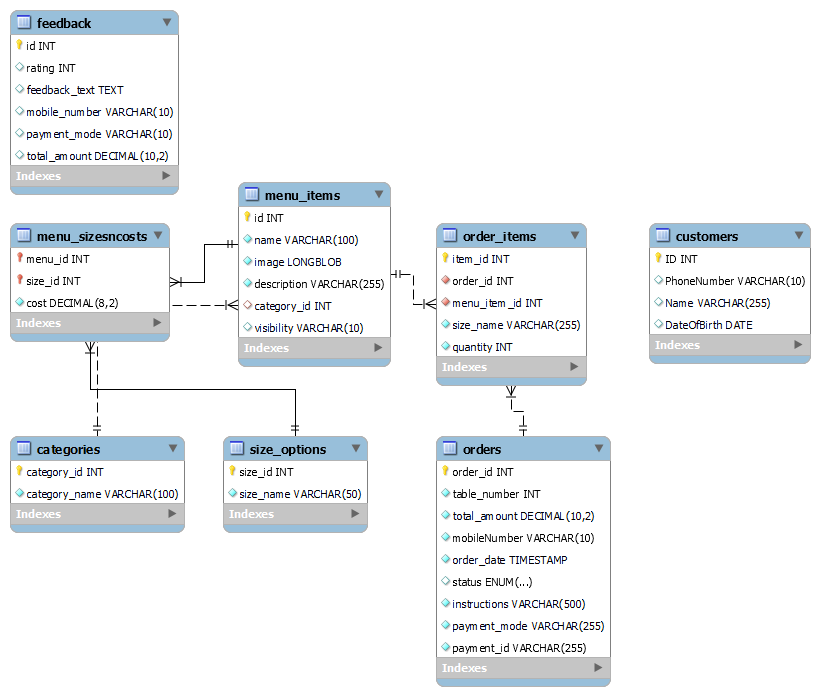 feedback
id INT
rating INT
feedback_text TEXT
mobile_number VARCHAR(10)
payment_mode VARCHAR(10)
total_amount DECIMAL(10,2)
Indexes
menu_sizesncosts
menu_id INT
size_id INT
cost DECIMAL(8,2)
Indexes
menu_items
id INT
name VARCHAR(100)
image LONGBLOB
description VARCHAR(255)
category_id INT
visibility VARCHAR(10)
Indexes
order_items
item_id INT
order_id INT
menu_item_id INT
size_name VARCHAR(255)
quantity INT
Indexes
customers
ID INT
PhoneNumber VARCHAR(10)
Name VARCHAR(255)
DateOfBirth DATE
Indexes
categories
category_id INT
category_name VARCHAR(100)
Indexes
size_options
size_id INT
size_name VARCHAR(50)
Indexes
orders
order_id INT
table_number INT
total_amount DECIMAL(10,2)
mobileNumber VARCHAR(10)
order_date TIMESTAMP
status ENUM(...)
instructions VARCHAR(500)
payment_mode VARCHAR(255)
payment_id VARCHAR(255)
Indexes